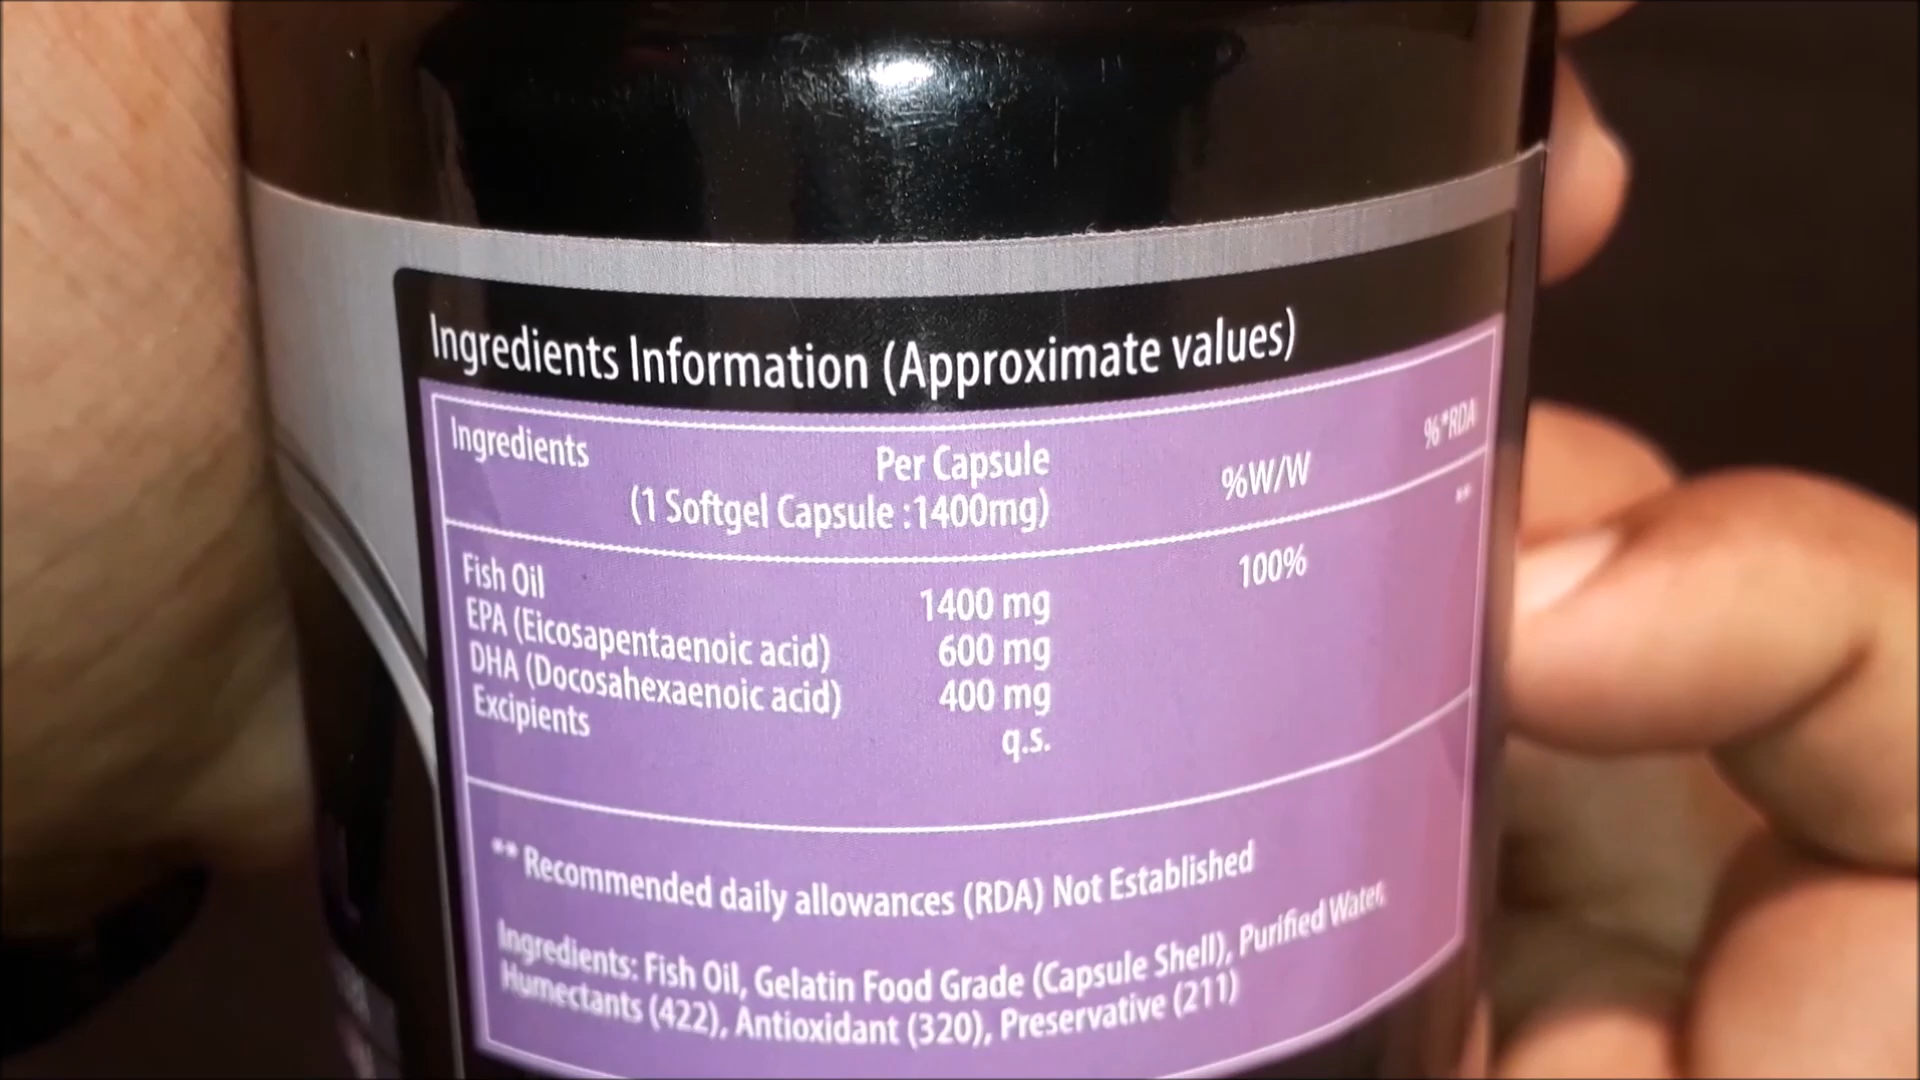 Ingredients Information (Approximate values)
Ingredients Per Capsule %W/W %*RDA
(1 Softgel Capsule :1400mg)
Fish Oil 1400 mg 100% **
EPA (Eicosapentaenoic acid) 600 mg
DHA (Docosahexaenoic acid) 400 mg
Excipients q.s.
** Recommended daily allowances (RDA) Not Established
Ingredients: Fish Oil, Gelatin Food Grade (Capsule Shell), Purified Water,
Humectants (422), Antioxidant (320), Preservative (211)